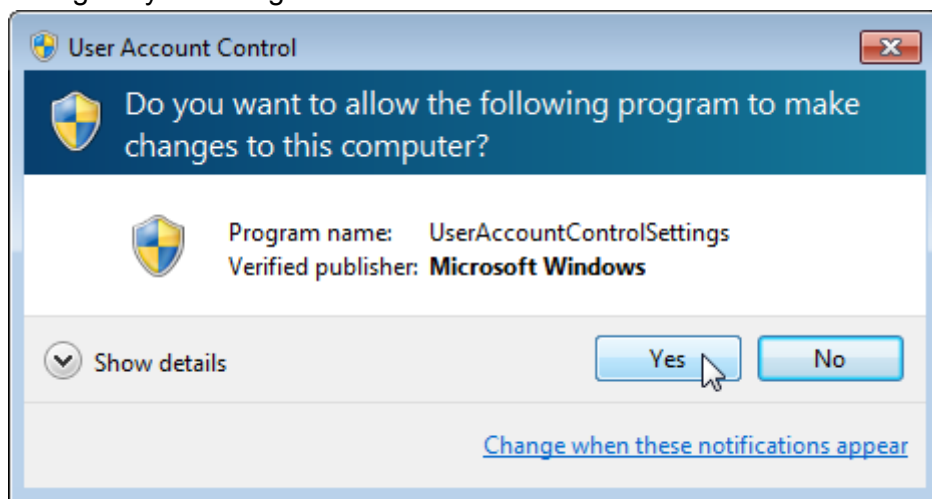 User Account Control
Do you want to allow the following program to make
changes to this computer?
Program name: UserAccountControlSettings
Verified publisher: Microsoft Windows
Show details
Yes
No
Change when these notifications appear